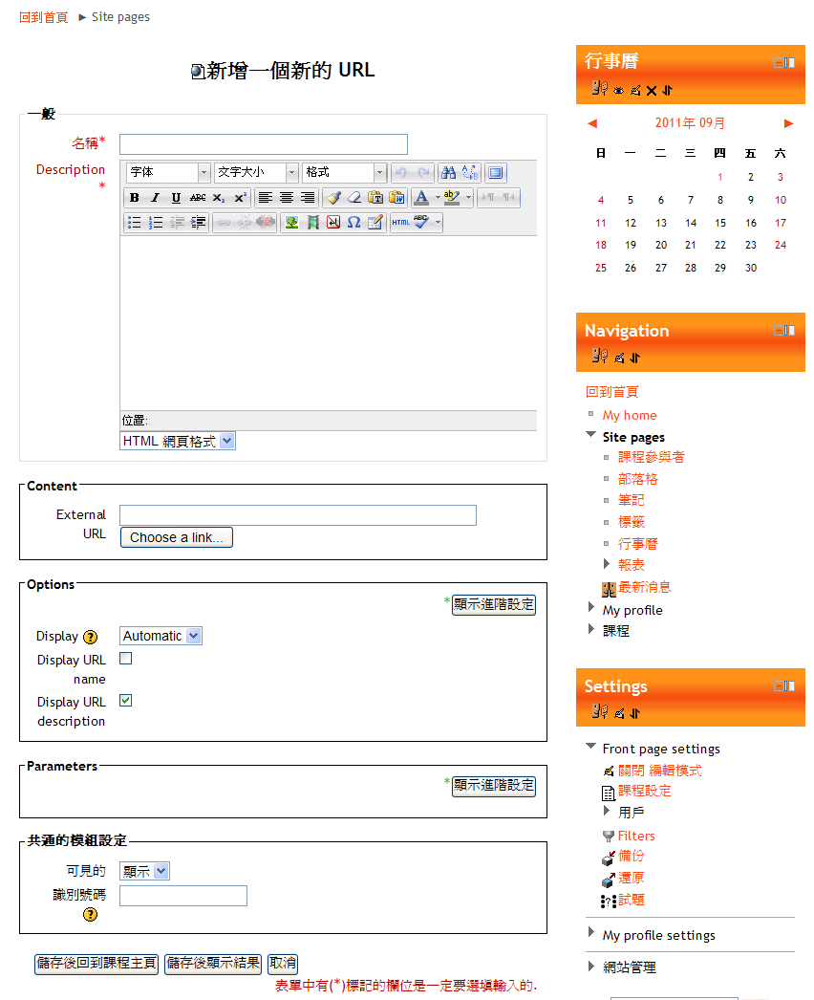 回到首頁 ► Site pages
新增一個新的 URL
一般
名稱*
Description
*
字体 文字大小 格式
B I U ABC X₂ X²
HTML ABC
位置:
HTML 網頁格式
Content
External
URL
Choose a link...
Options
*顯示進階設定
Display Automatic
Display URL
name
Display URL
description
Parameters
*顯示進階設定
共通的模組設定
可見的 顯示
識別號碼
儲存後回到課程主頁 儲存後顯示結果 取消
表單中有(*)標記的欄位是一定要選填輸入的.
行事曆
◄ 2011年 09月 ►
日 一 二 三 四 五 六
1 2 3
4 5 6 7 8 9 10
11 12 13 14 15 16 17
18 19 20 21 22 23 24
25 26 27 28 29 30
Navigation
回到首頁
My home
Site pages
課程參與者
部落格
筆記
標籤
行事曆
報表
最新消息
My profile
課程
Settings
Front page settings
關閉 編輯模式
課程設定
用戶
Filters
備份
還原
試題
My profile settings
網站管理